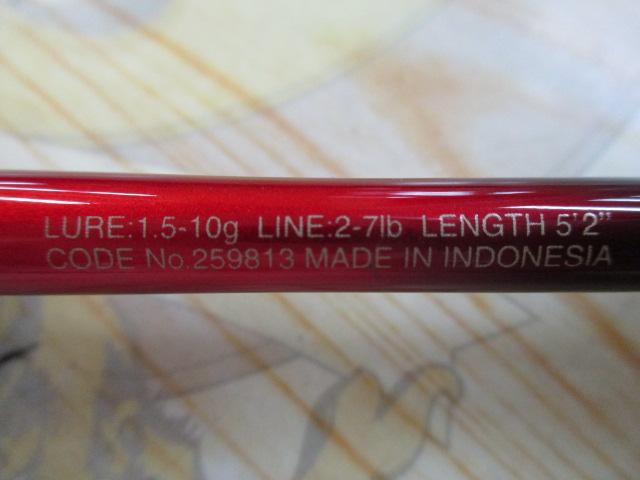 LURE:1.5-10g LINE:2-7lb LENGTH 5'2"
CODE No.259813 MADE IN INDONESIA